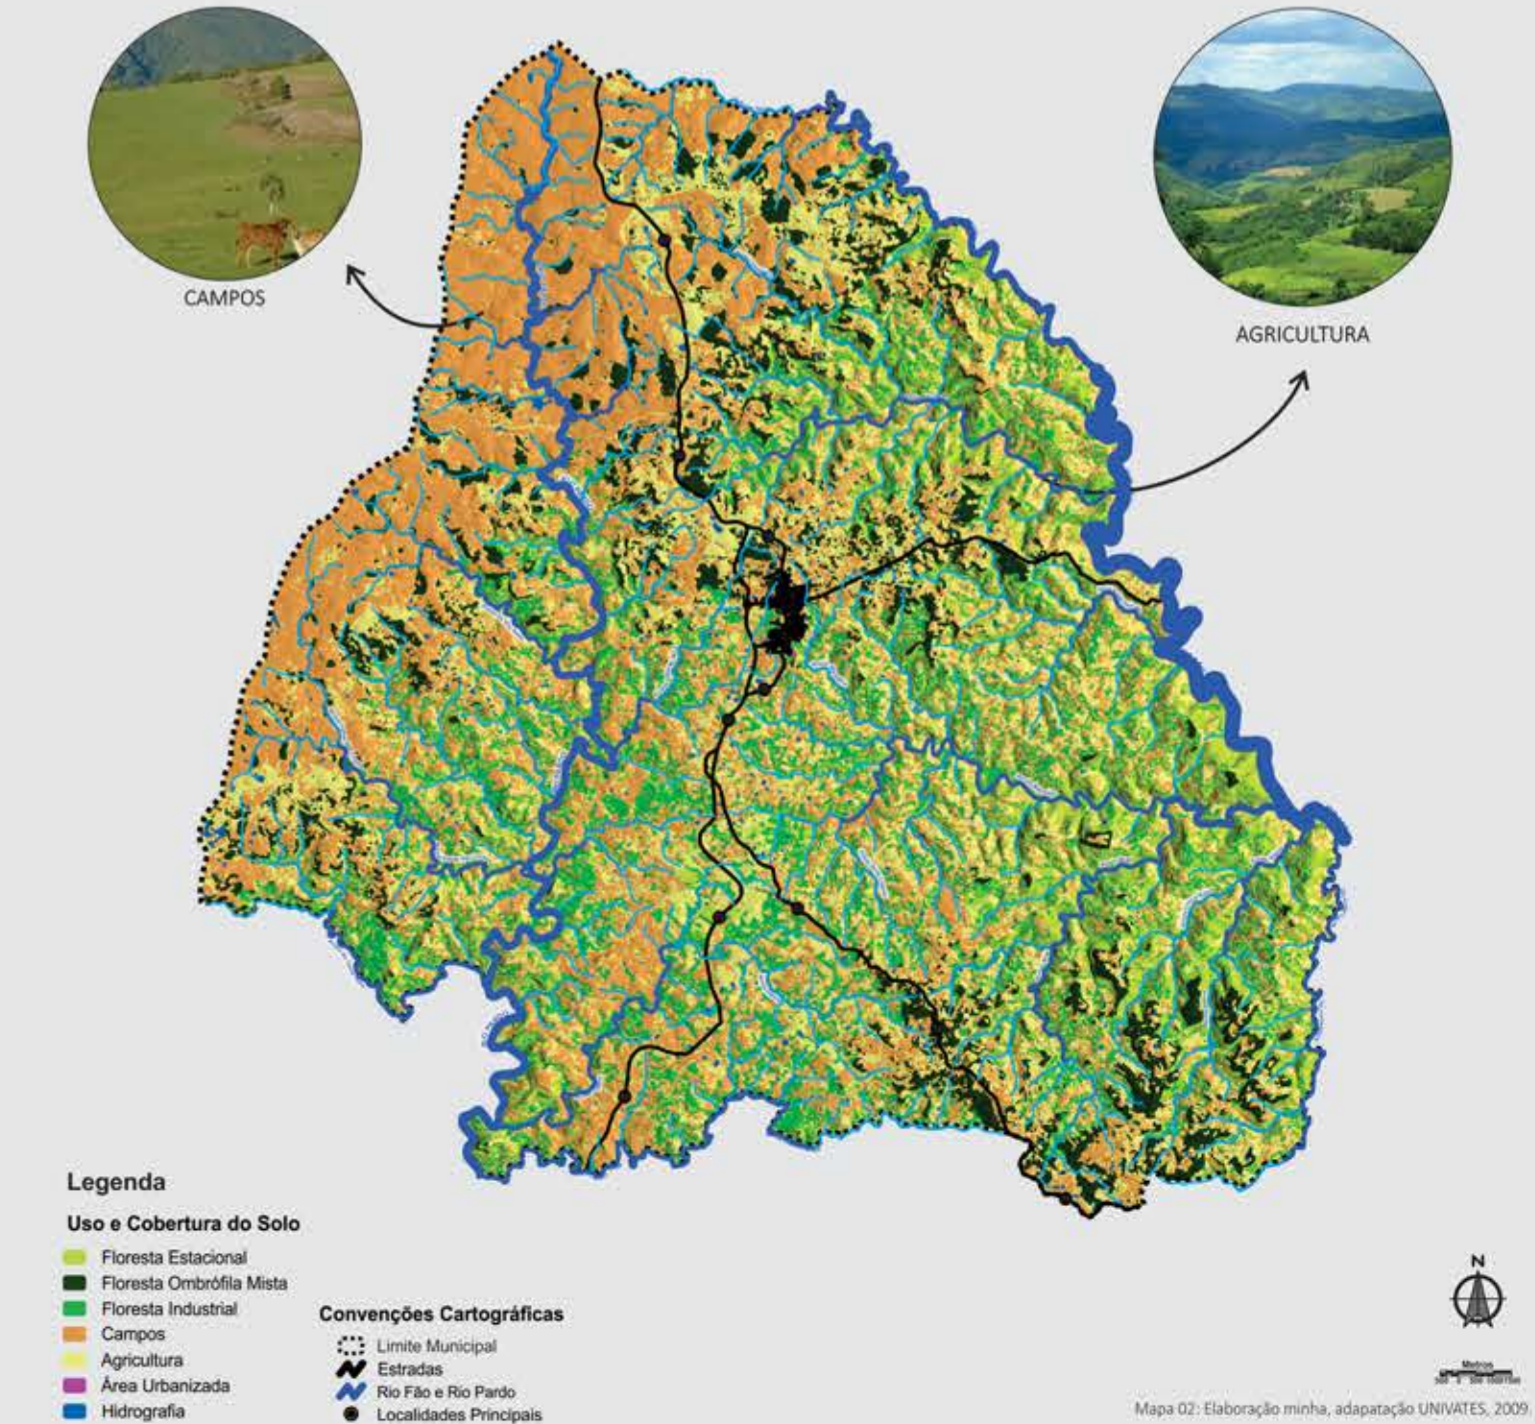 CAMPOS
AGRICULTURA
Legenda
Uso e Cobertura do Solo
Floresta Estacional
Floresta Ombrófila Mista
Floresta Industrial
Campos
Agricultura
Área Urbanizada
Hidrografia
Convenções Cartográficas
Limite Municipal
Estradas
Rio Fão e Rio Pardo
Localidades Principais
N
Metros
Mapa 02: Elaboração minha, adapatação UNIVATES, 2009